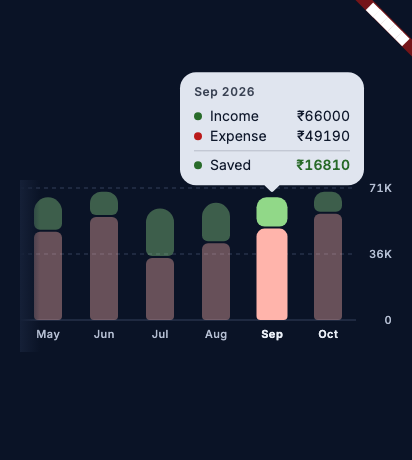 Sep 2026
Income ₹66000
Expense ₹49190
Saved ₹16810
71K
36K
0
May Jun Jul Aug Sep Oct